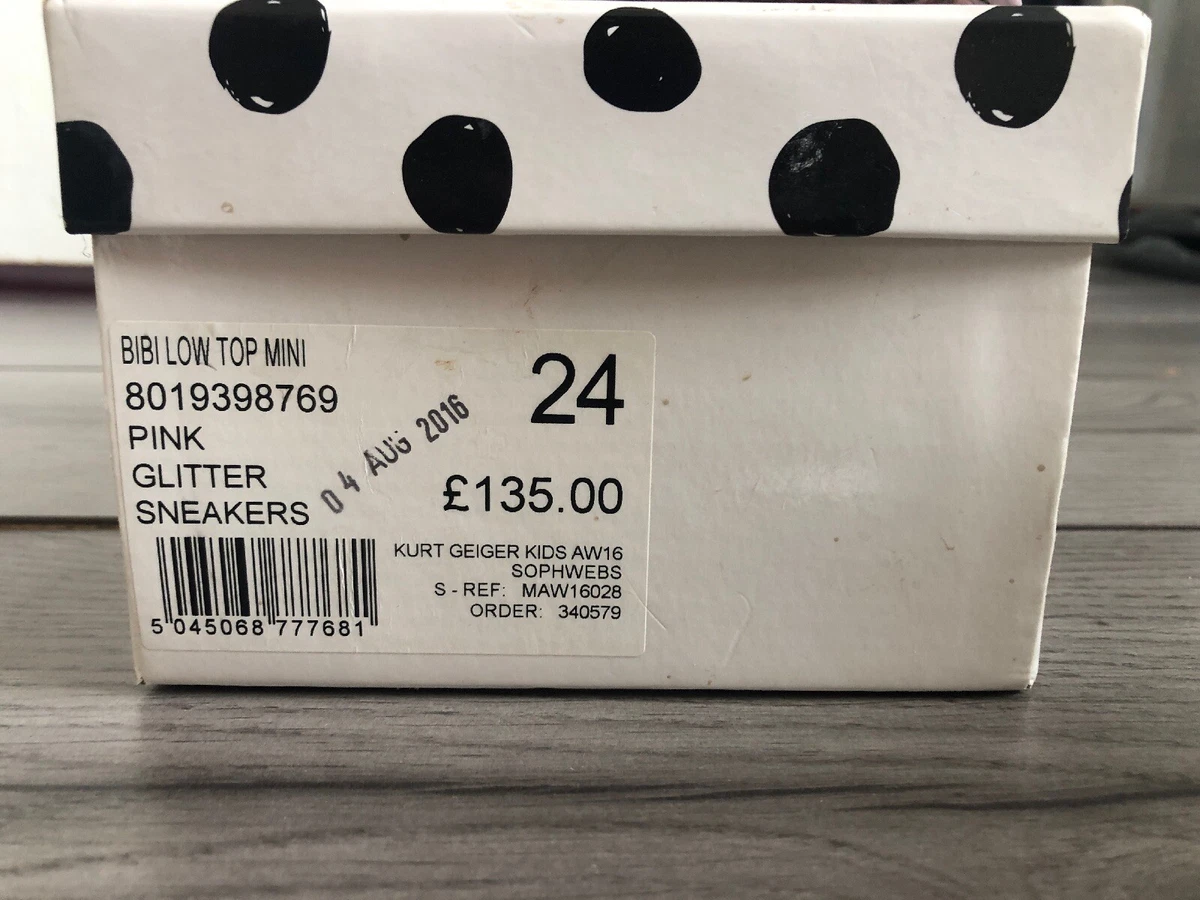 BIBI LOW TOP MINI
8019398769
PINK
GLITTER
SNEAKERS
04 AUG 2016
24
£135.00
KURT GEIGER KIDS AW16
SOPHWEBS
S - REF: MAW16028
ORDER: 340579
5 045068 777681